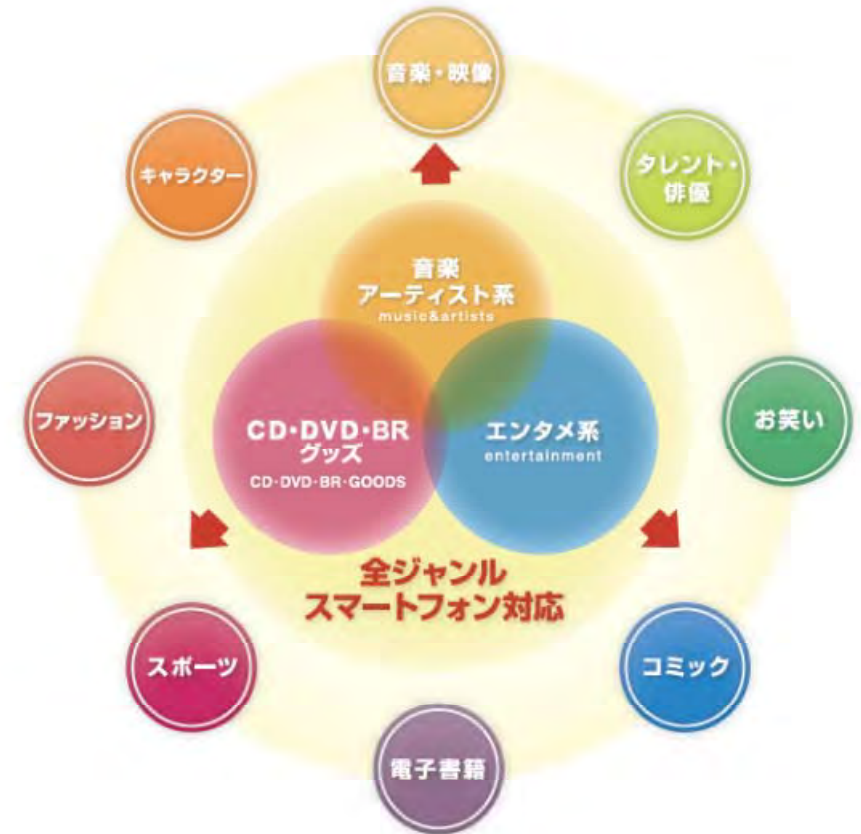 音楽・映像
キャラクター
タレント・
俳優
音楽
アーティスト系
music&artists
ファッション
CD・DVD・BR
グッズ
CD・DVD・BR・GOODS
エンタメ系
entertainment
お笑い
全ジャンル
スマートフォン対応
スポーツ
コミック
電子書籍